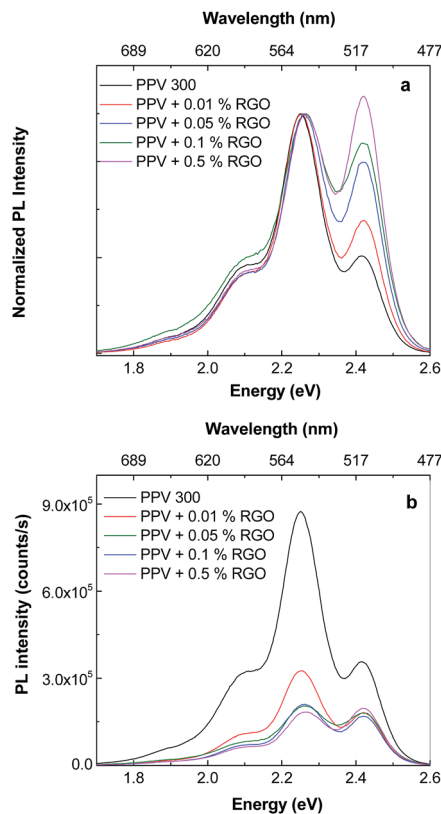 Wavelength (nm)
689 620 564 517 477
a
PPV 300
PPV + 0.01 % RGO
PPV + 0.05 % RGO
PPV + 0.1 % RGO
PPV + 0.5 % RGO
Normalized PL Intensity
1.8 2.0 2.2 2.4 2.6
Energy (eV)
Wavelength (nm)
689 620 564 517 477
b
9.0x10⁵
6.0x10⁵
3.0x10⁵
0.0
PPV 300
PPV + 0.01 % RGO
PPV + 0.05 % RGO
PPV + 0.1 % RGO
PPV + 0.5 % RGO
PL intensity (counts/s)
1.8 2.0 2.2 2.4 2.6
Energy (eV)